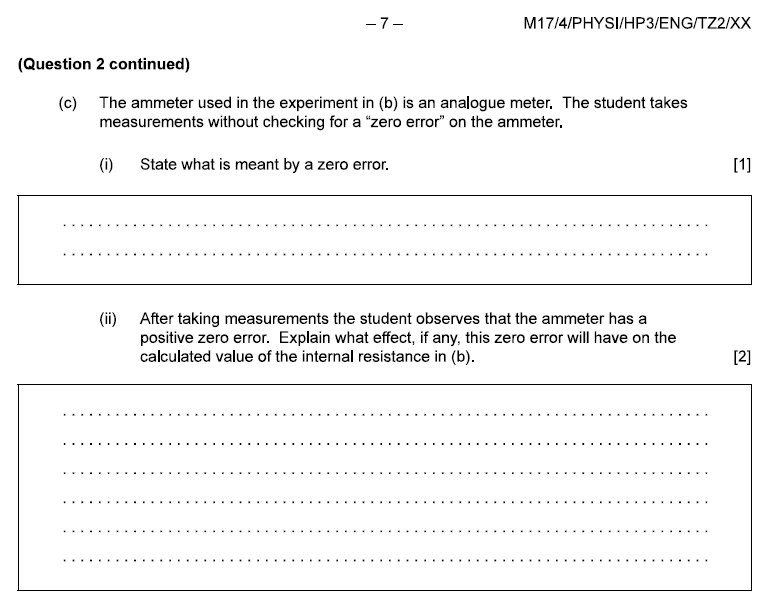 – 7 –
M17/4/PHYSI/HP3/ENG/TZ2/XX
(Question 2 continued)
(c) The ammeter used in the experiment in (b) is an analogue meter. The student takes
measurements without checking for a “zero error” on the ammeter.
(i) State what is meant by a zero error. [1]
(ii) After taking measurements the student observes that the ammeter has a
positive zero error. Explain what effect, if any, this zero error will have on the
calculated value of the internal resistance in (b). [2]